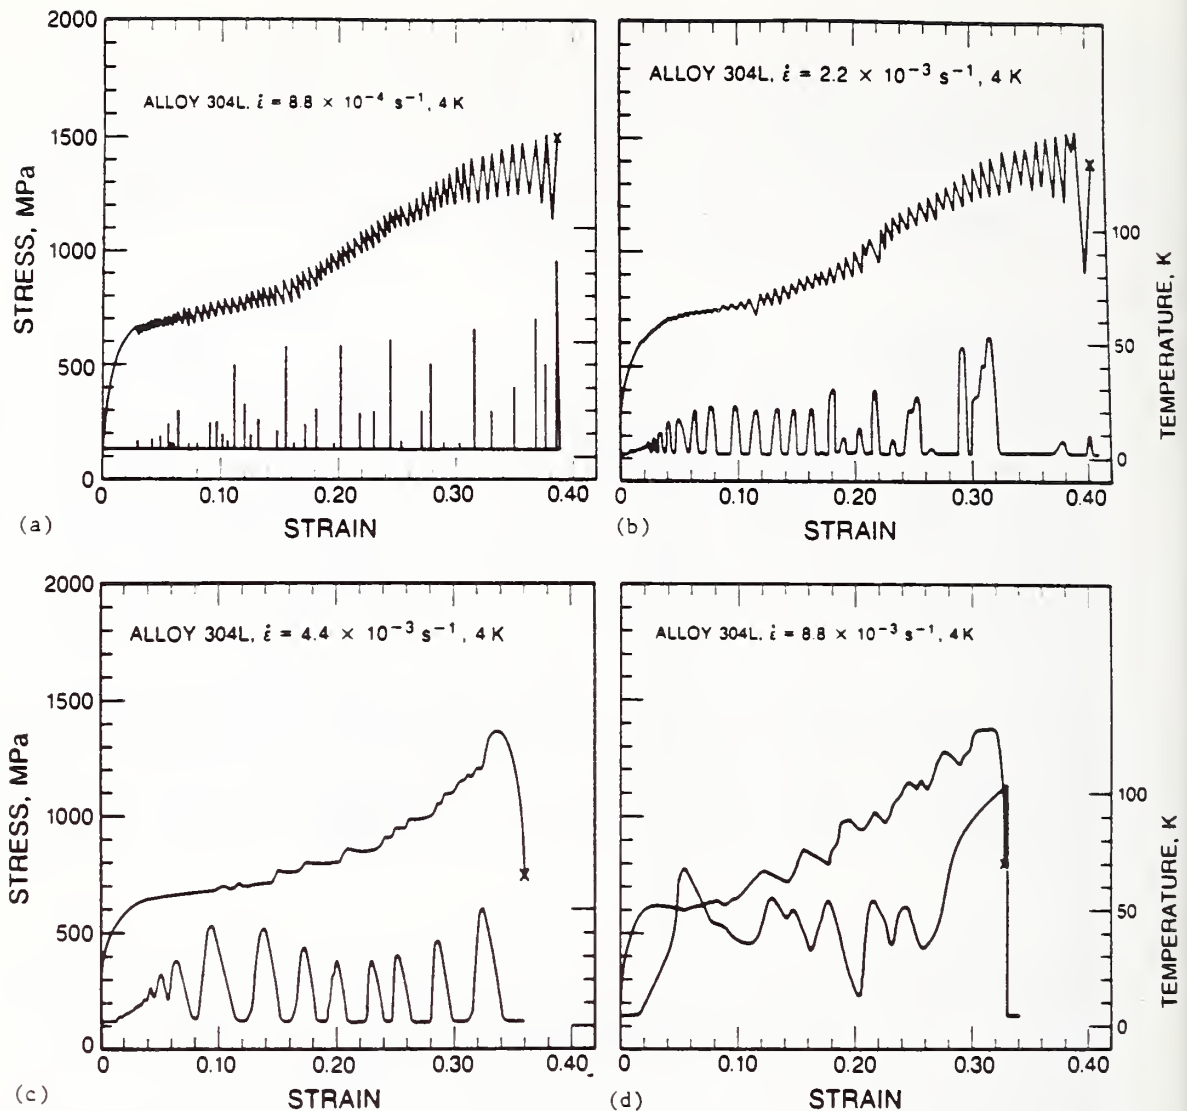 2000
1500
1000
500
0
STRESS, MPa
ALLOY 304L, ε̇ = 8.8 × 10⁻⁴ s⁻¹, 4 K
0 0.10 0.20 0.30 0.40
(a)
STRAIN
ALLOY 304L, ε̇ = 2.2 × 10⁻³ s⁻¹, 4 K
100
50
0
TEMPERATURE, K
0 0.10 0.20 0.30 0.40
(b)
STRAIN
2000
1500
1000
500
0
STRESS, MPa
ALLOY 304L, ε̇ = 4.4 × 10⁻³ s⁻¹, 4 K
0 0.10 0.20 0.30 0.40
(c)
STRAIN
ALLOY 304L, ε̇ = 8.8 × 10⁻³ s⁻¹, 4 K
100
50
0
TEMPERATURE, K
0 0.10 0.20 0.30 0.40
(d)
STRAIN